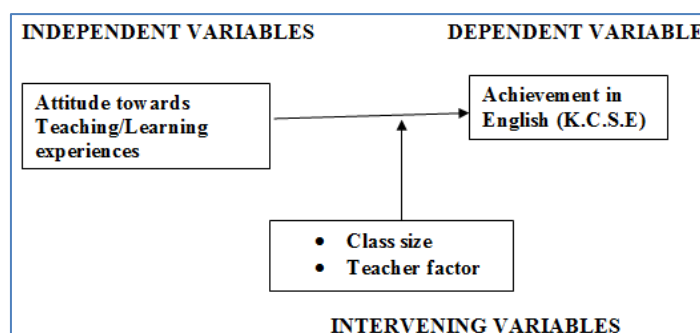 INDEPENDENT VARIABLES
DEPENDENT VARIABLE
Attitude towards
Teaching/Learning
experiences
Achievement in
English (K.C.S.E)
• Class size
• Teacher factor
INTERVENING VARIABLES